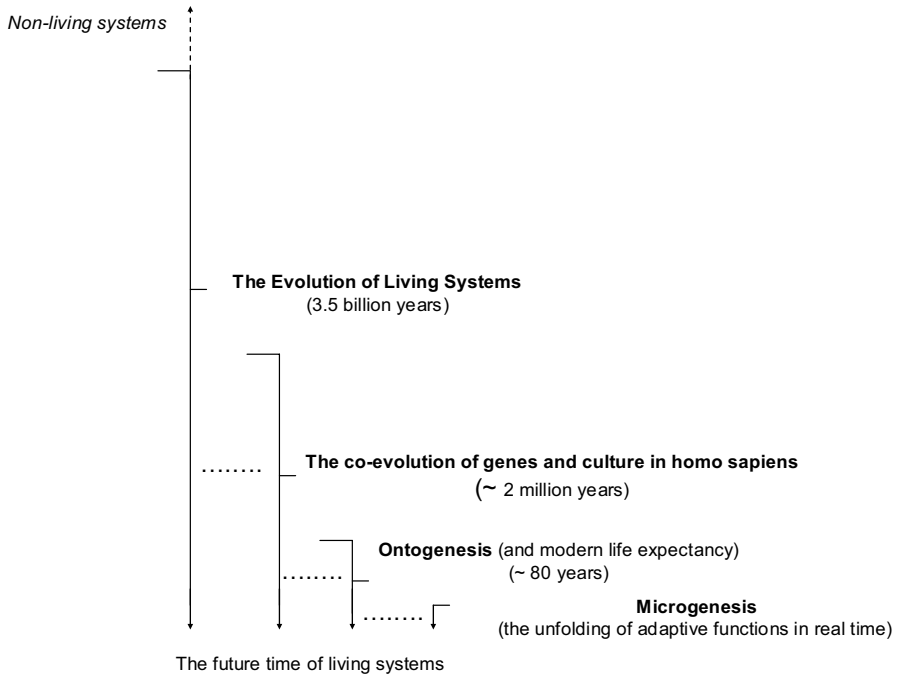 Non-living systems
The Evolution of Living Systems
(3.5 billion years)
The co-evolution of genes and culture in homo sapiens
(~ 2 million years)
Ontogenesis (and modern life expectancy)
(~ 80 years)
Microgenesis
(the unfolding of adaptive functions in real time)
The future time of living systems